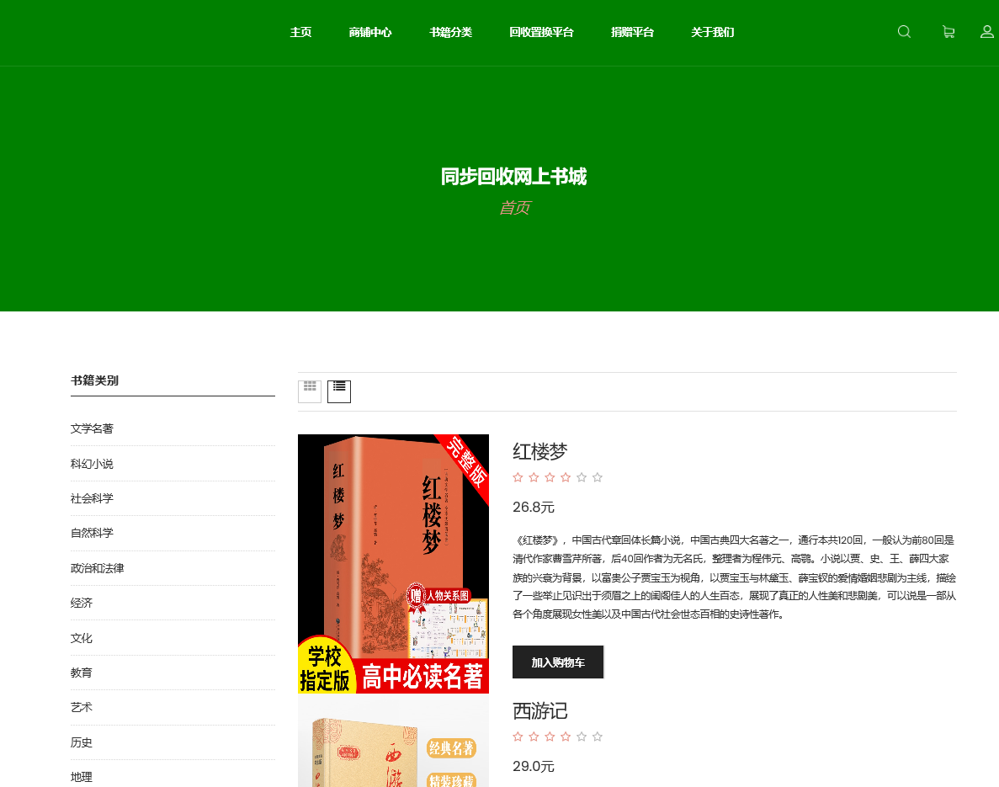 主页 商铺中心 书籍分类 回收置换平台 捐赠平台 关于我们
同步回收网上书城
首页
书籍类别
文学名著
科幻小说
社会科学
自然科学
政治和法律
经济
文化
教育
艺术
历史
地理
完整版
红楼梦
红楼梦
赠
人物关系图
学校
指定版
高中必读名著
红楼梦
26.8元
《红楼梦》，中国古代章回体长篇小说，中国古典四大名著之一，通行本共120回，一般认为前80回是
清代作家曹雪芹所著，后40回作者为无名氏，整理者为程伟元、高鹗。小说以贾、史、王、薛四大家
族的兴衰为背景，以富贵公子贾宝玉为视角，以贾宝玉与林黛玉、薛宝钗的爱情婚姻悲剧为主线，描绘
了一些举止见识出于须眉之上的闺阁佳人的人生百态，展现了真正的人性美和悲剧美，可以说是一部从
各个角度展现女性美以及中国古代社会世态百相的史诗性著作。
加入购物车
西游
经典名著
精装珍藏
西游记
29.0元